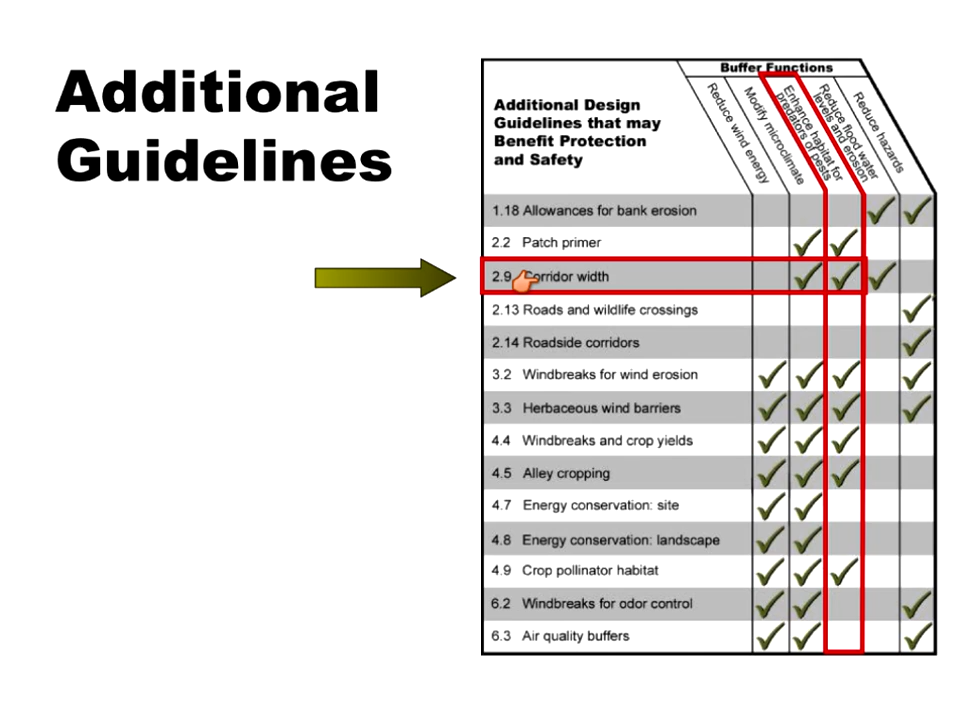 Additional
Guidelines
Buffer Functions
Additional Design
Guidelines that may
Benefit Protection
and Safety
Reduce wind energy
Modify microclimate
Enhance habitat for
predators of pests
Reduce flood water
levels and erosion
Reduce hazards
1.18 Allowances for bank erosion
2.2 Patch primer
2.9 Corridor width
2.13 Roads and wildlife crossings
2.14 Roadside corridors
3.2 Windbreaks for wind erosion
3.3 Herbaceous wind barriers
4.4 Windbreaks and crop yields
4.5 Alley cropping
4.7 Energy conservation: site
4.8 Energy conservation: landscape
4.9 Crop pollinator habitat
6.2 Windbreaks for odor control
6.3 Air quality buffers